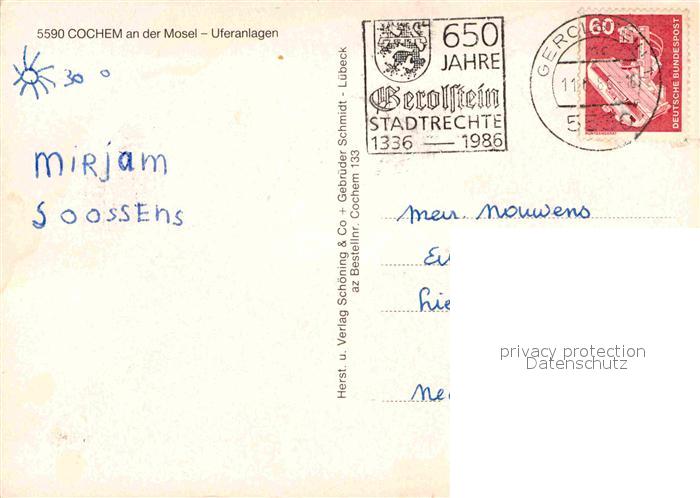 5590 COCHEM an der Mosel – Uferanlagen
30 o
MIRJAM
SOOSSENS
Herst. u. Verlag Schöning & Co + Gebrüder Schmidt - Lübeck
az Bestellnr. Cochem 133
650
JAHRE
Gerolstein
STADTRECHTE
1336 — 1986
GEROL
60
DEUTSCHE BUNDESPOST
Nouwens
privacy protection
Datenschutz